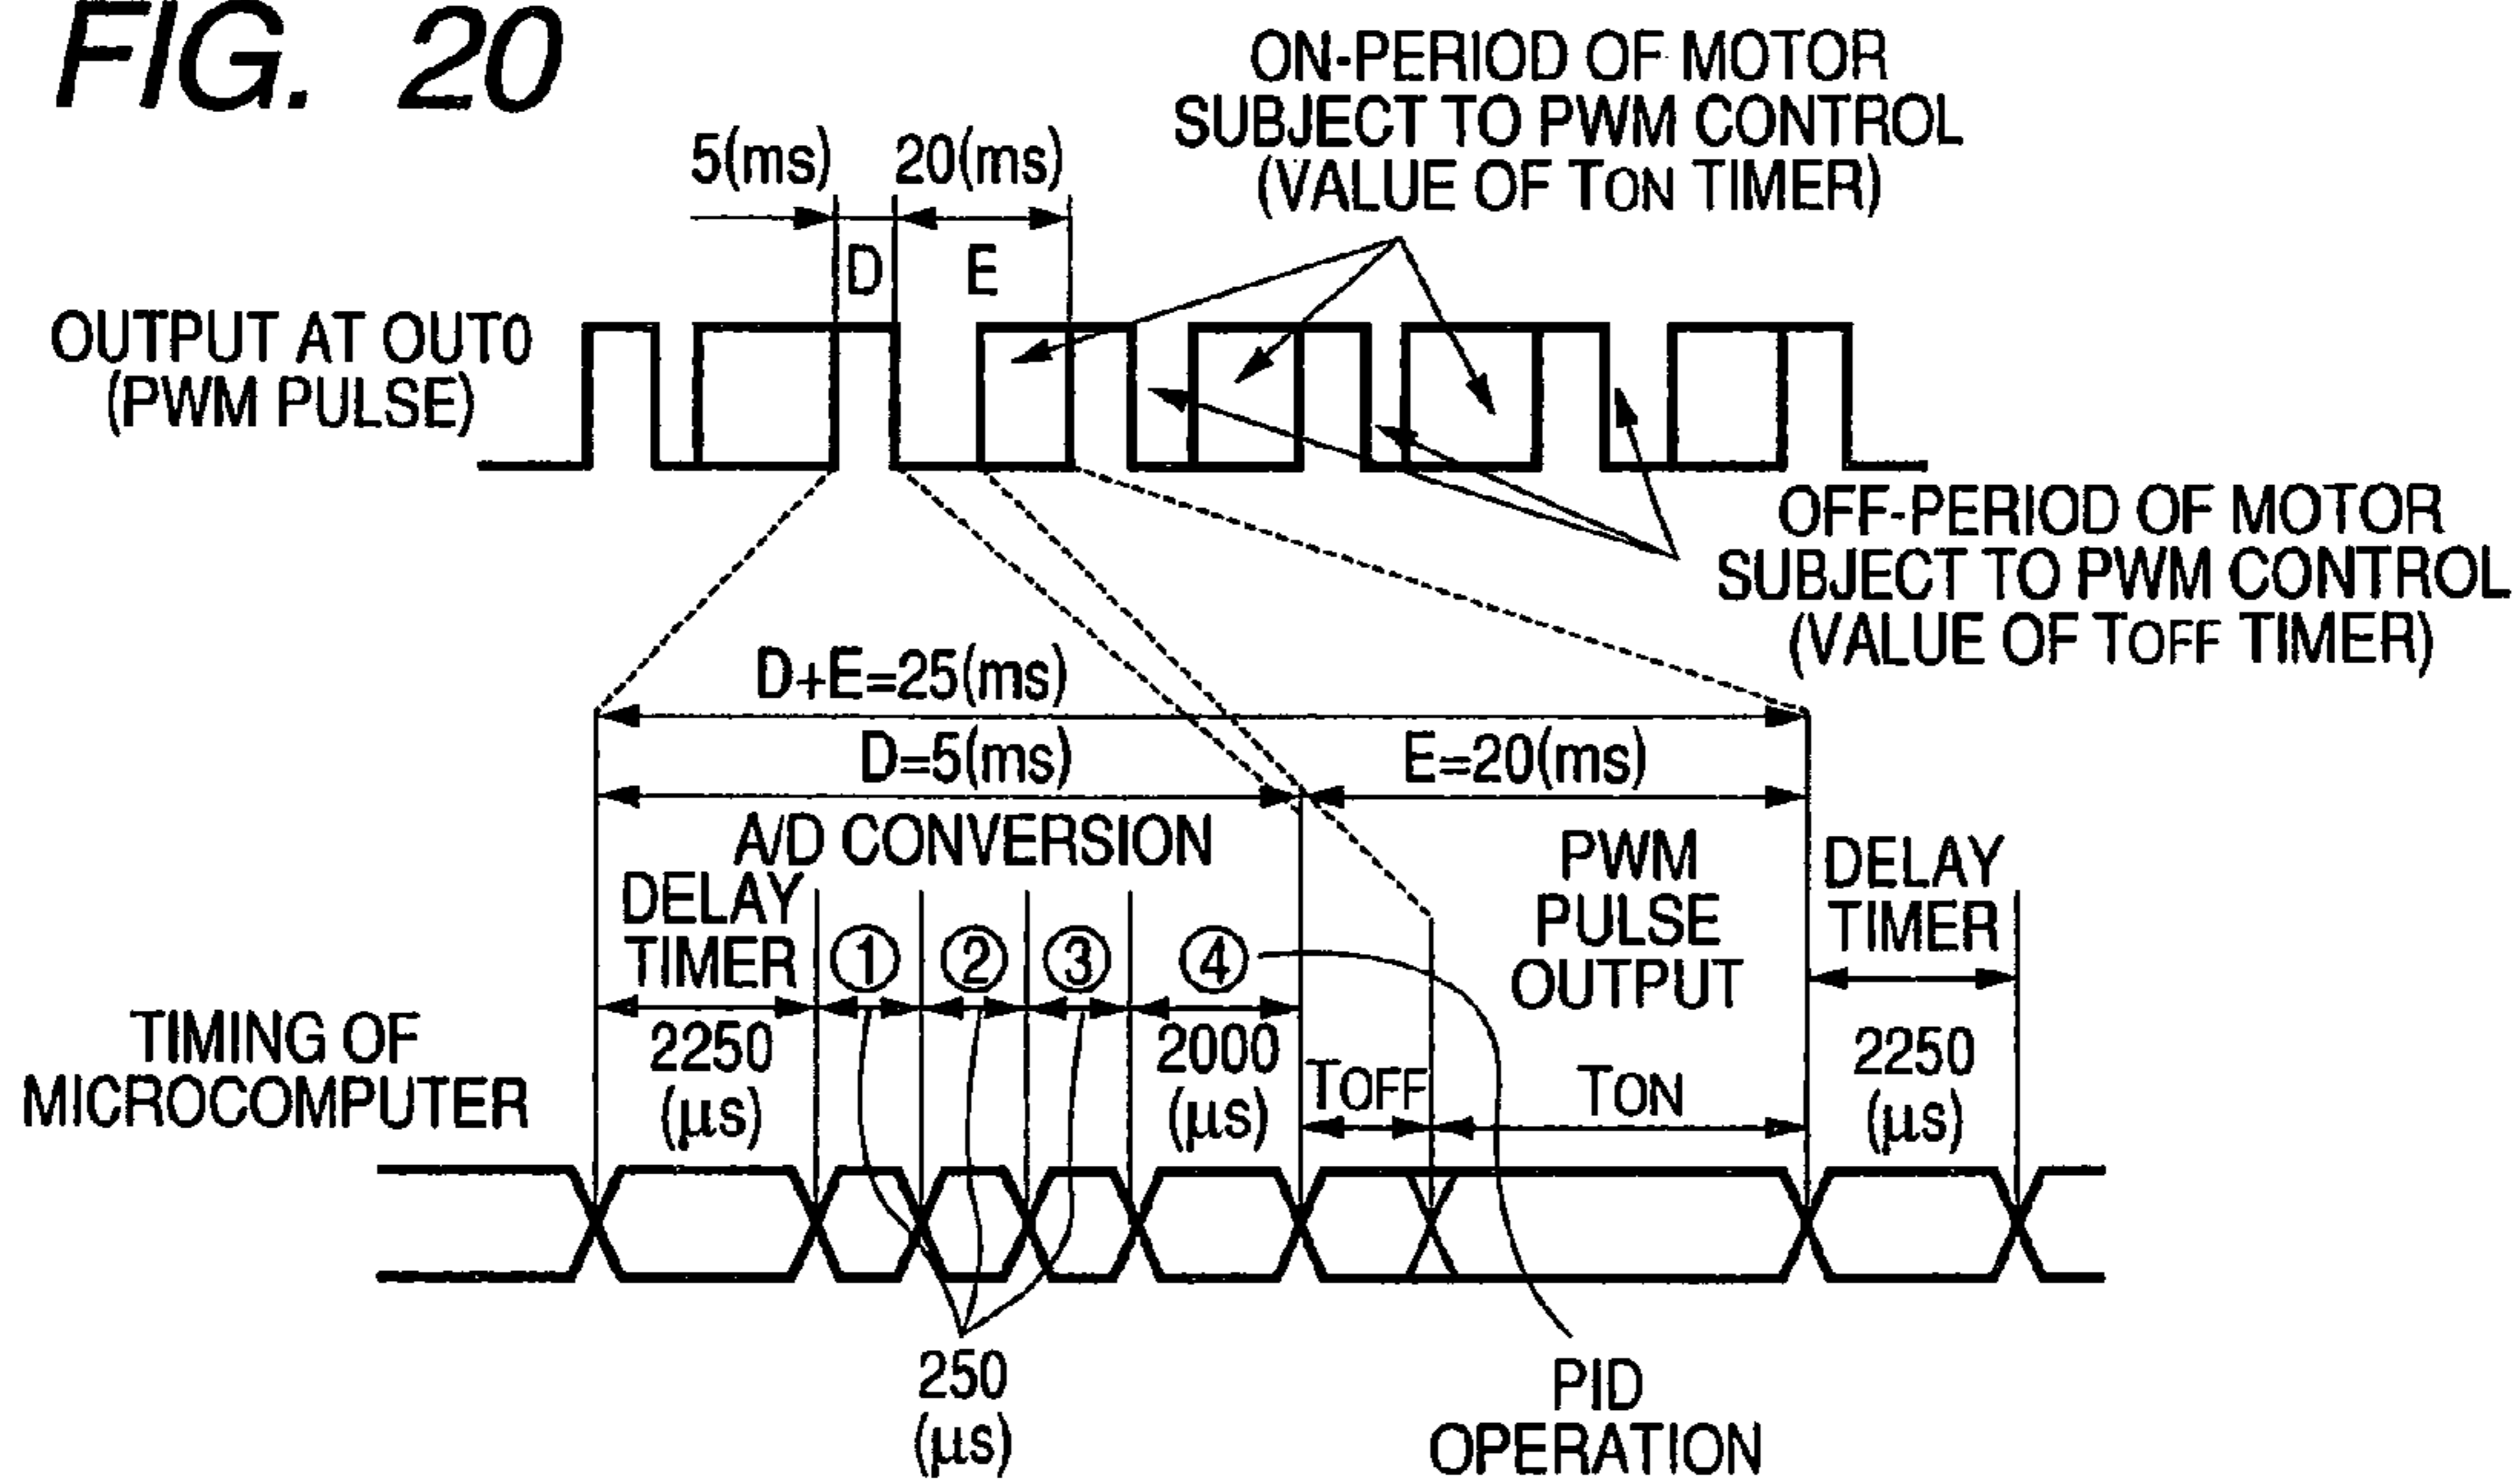 FIG. 20
ON-PERIOD OF MOTOR
SUBJECT TO PWM CONTROL
(VALUE OF TON TIMER)
5(ms)
20(ms)
D
E
OUTPUT AT OUT0
(PWM PULSE)
OFF-PERIOD OF MOTOR
SUBJECT TO PWM CONTROL
(VALUE OF TOFF TIMER)
D+E=25(ms)
D=5(ms)
E=20(ms)
A/D CONVERSION
DELAY
TIMER
①
②
③
④
PWM
PULSE
OUTPUT
DELAY
TIMER
TIMING OF
MICROCOMPUTER
2250
(μs)
2000
(μs)
TOFF
TON
2250
(μs)
250
(μs)
PID
OPERATION